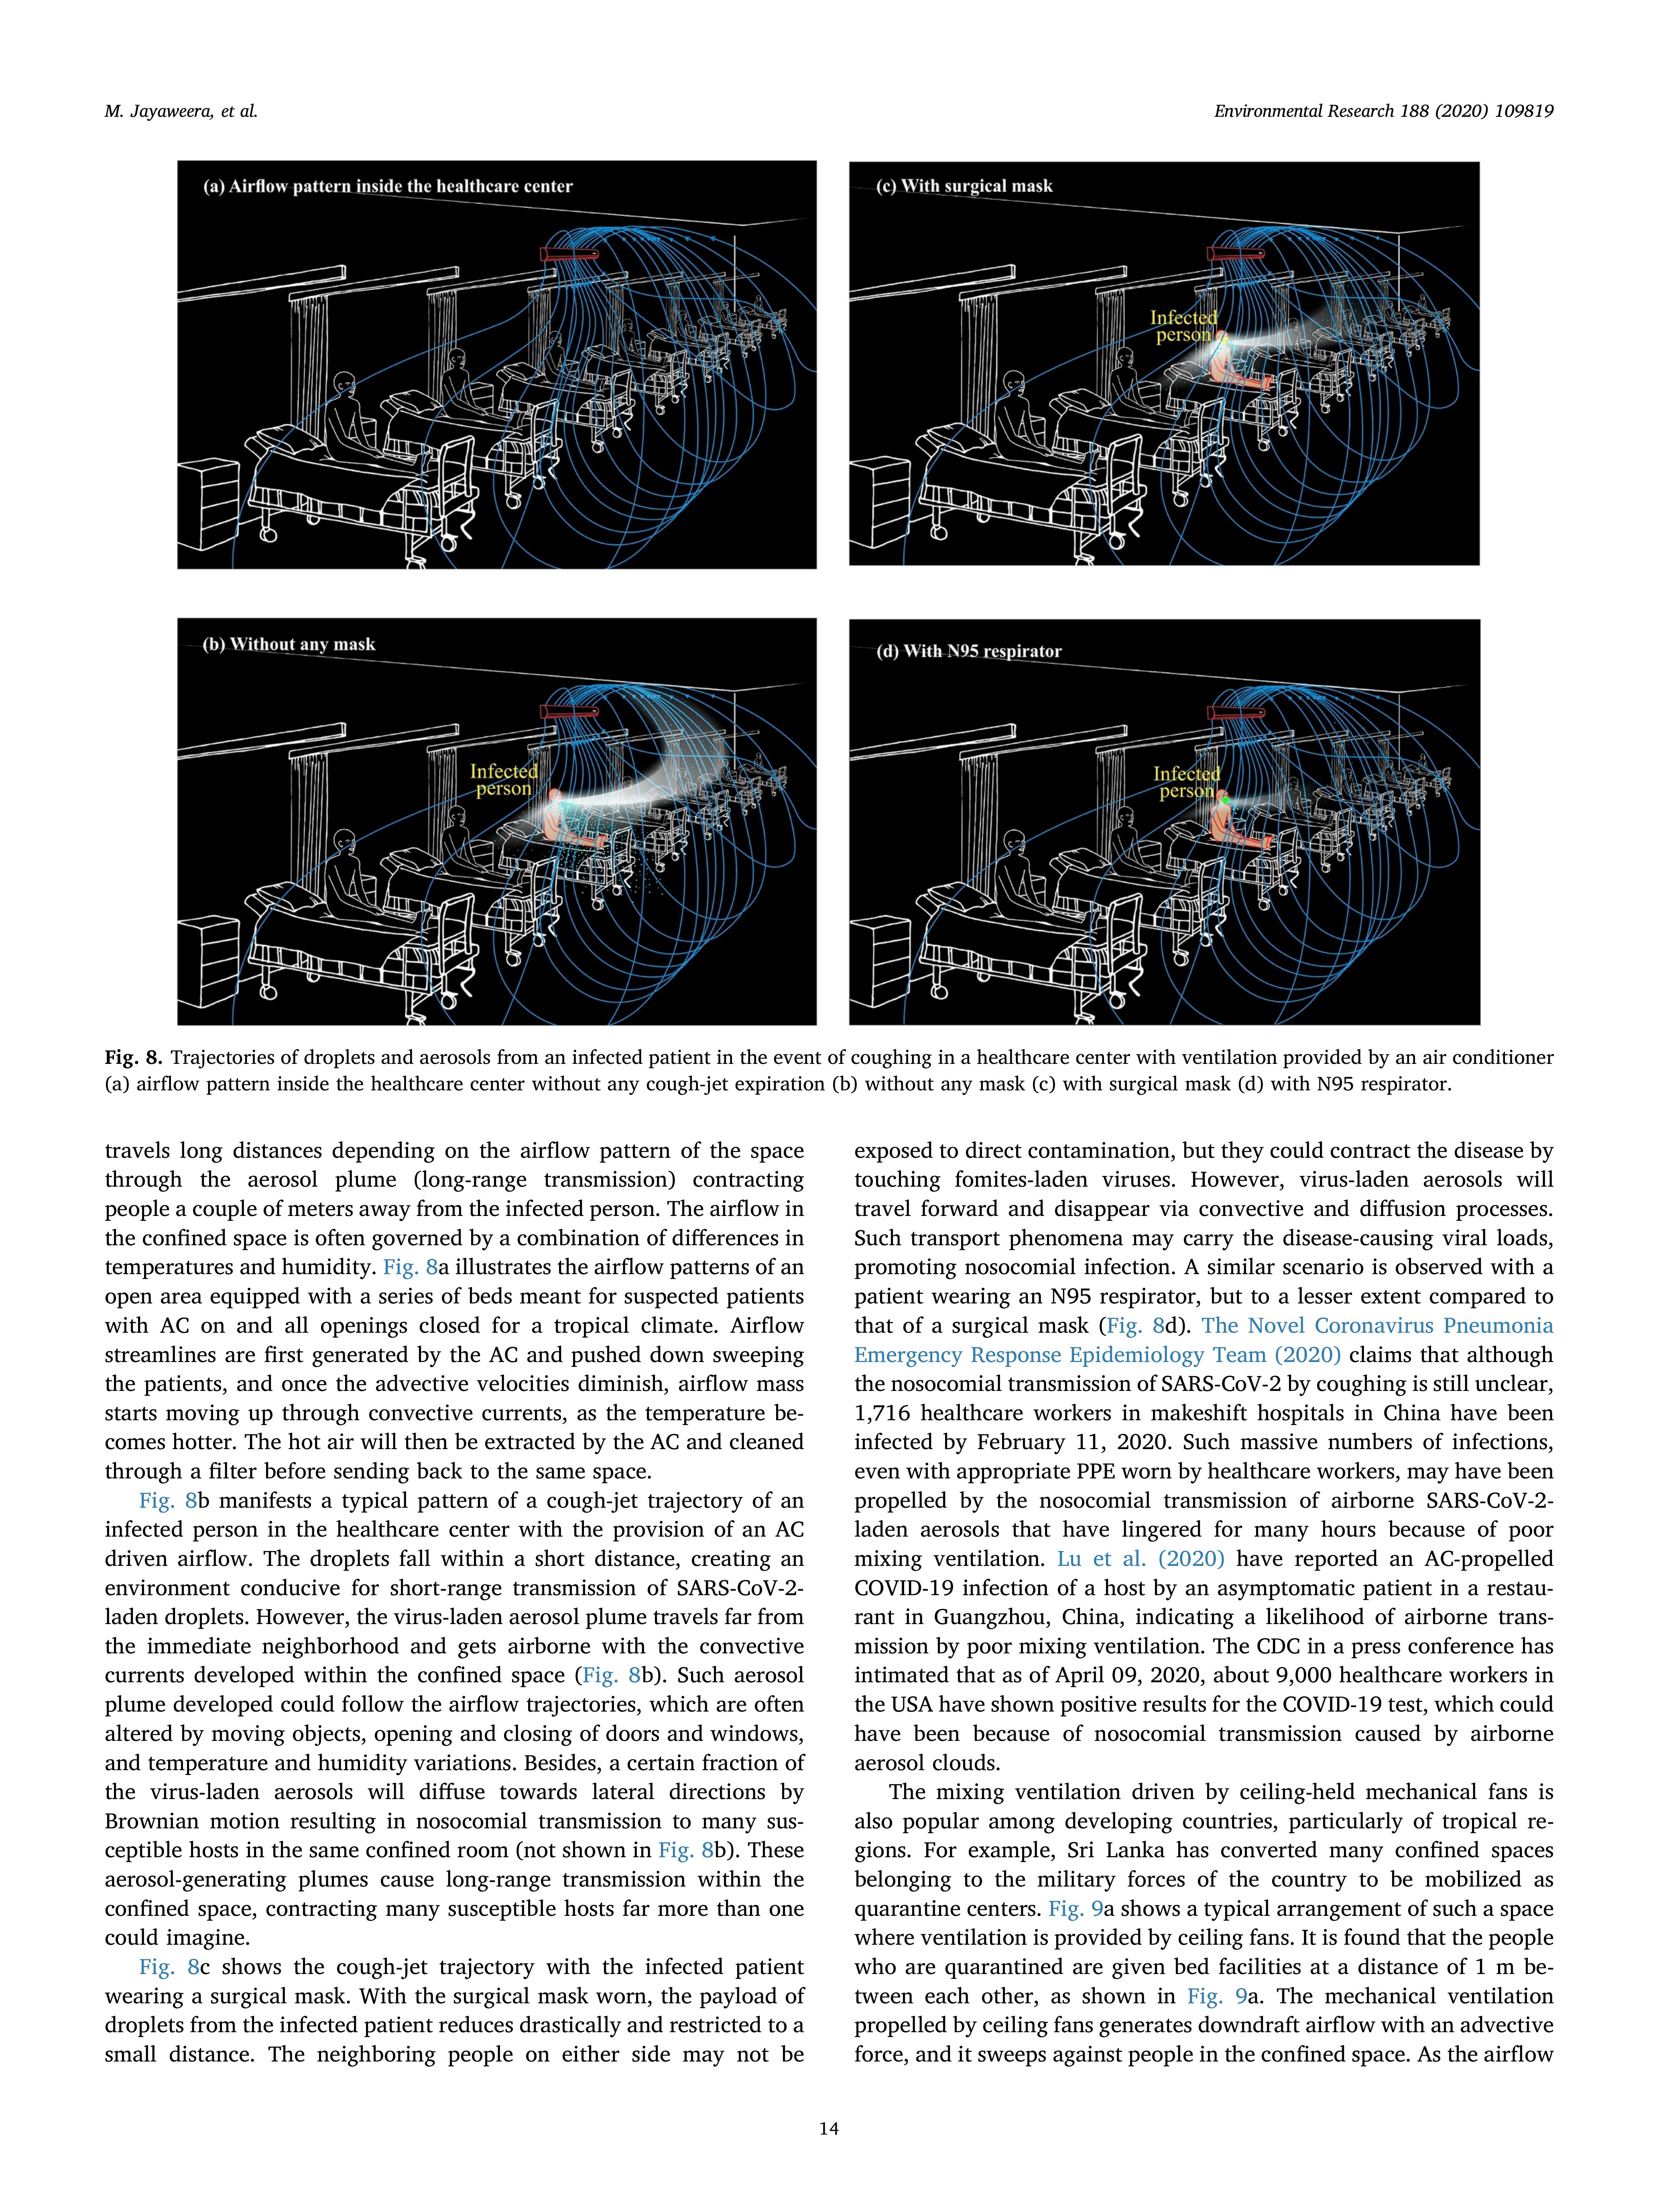 M. Jayaweera, et al.
Environmental Research 188 (2020) 109819
(a) Airflow pattern inside the healthcare center
(c) With surgical mask
Infected
person
(b) Without any mask
Infected
person
(d) With N95 respirator
Infected
person
Fig. 8. Trajectories of droplets and aerosols from an infected patient in the event of coughing in a healthcare center with ventilation provided by an air conditioner
(a) airflow pattern inside the healthcare center without any cough-jet expiration (b) without any mask (c) with surgical mask (d) with N95 respirator.
travels long distances depending on the airflow pattern of the space
through the aerosol plume (long-range transmission) contracting
people a couple of meters away from the infected person. The airflow in
the confined space is often governed by a combination of differences in
temperatures and humidity. Fig. 8a illustrates the airflow patterns of an
open area equipped with a series of beds meant for suspected patients
with AC on and all openings closed for a tropical climate. Airflow
streamlines are first generated by the AC and pushed down sweeping
the patients, and once the advective velocities diminish, airflow mass
starts moving up through convective currents, as the temperature be-
comes hotter. The hot air will then be extracted by the AC and cleaned
through a filter before sending back to the same space.
Fig. 8b manifests a typical pattern of a cough-jet trajectory of an
infected person in the healthcare center with the provision of an AC
driven airflow. The droplets fall within a short distance, creating an
environment conducive for short-range transmission of SARS-CoV-2-
laden droplets. However, the virus-laden aerosol plume travels far from
the immediate neighborhood and gets airborne with the convective
currents developed within the confined space (Fig. 8b). Such aerosol
plume developed could follow the airflow trajectories, which are often
altered by moving objects, opening and closing of doors and windows,
and temperature and humidity variations. Besides, a certain fraction of
the virus-laden aerosols will diffuse towards lateral directions by
Brownian motion resulting in nosocomial transmission to many sus-
ceptible hosts in the same confined room (not shown in Fig. 8b). These
aerosol-generating plumes cause long-range transmission within the
confined space, contracting many susceptible hosts far more than one
could imagine.
Fig. 8c shows the cough-jet trajectory with the infected patient
wearing a surgical mask. With the surgical mask worn, the payload of
droplets from the infected patient reduces drastically and restricted to a
small distance. The neighboring people on either side may not be
exposed to direct contamination, but they could contract the disease by
touching fomites-laden viruses. However, virus-laden aerosols will
travel forward and disappear via convective and diffusion processes.
Such transport phenomena may carry the disease-causing viral loads,
promoting nosocomial infection. A similar scenario is observed with a
patient wearing an N95 respirator, but to a lesser extent compared to
that of a surgical mask (Fig. 8d). The Novel Coronavirus Pneumonia
Emergency Response Epidemiology Team (2020) claims that although
the nosocomial transmission of SARS-CoV-2 by coughing is still unclear,
1,716 healthcare workers in makeshift hospitals in China have been
infected by February 11, 2020. Such massive numbers of infections,
even with appropriate PPE worn by healthcare workers, may have been
propelled by the nosocomial transmission of airborne SARS-CoV-2-
laden aerosols that have lingered for many hours because of poor
mixing ventilation. Lu et al. (2020) have reported an AC-propelled
COVID-19 infection of a host by an asymptomatic patient in a restau-
rant in Guangzhou, China, indicating a likelihood of airborne trans-
mission by poor mixing ventilation. The CDC in a press conference has
intimated that as of April 09, 2020, about 9,000 healthcare workers in
the USA have shown positive results for the COVID-19 test, which could
have been because of nosocomial transmission caused by airborne
aerosol clouds.
The mixing ventilation driven by ceiling-held mechanical fans is
also popular among developing countries, particularly of tropical re-
gions. For example, Sri Lanka has converted many confined spaces
belonging to the military forces of the country to be mobilized as
quarantine centers. Fig. 9a shows a typical arrangement of such a space
where ventilation is provided by ceiling fans. It is found that the people
who are quarantined are given bed facilities at a distance of 1 m be-
tween each other, as shown in Fig. 9a. The mechanical ventilation
propelled by ceiling fans generates downdraft airflow with an advective
force, and it sweeps against people in the confined space. As the airflow
14